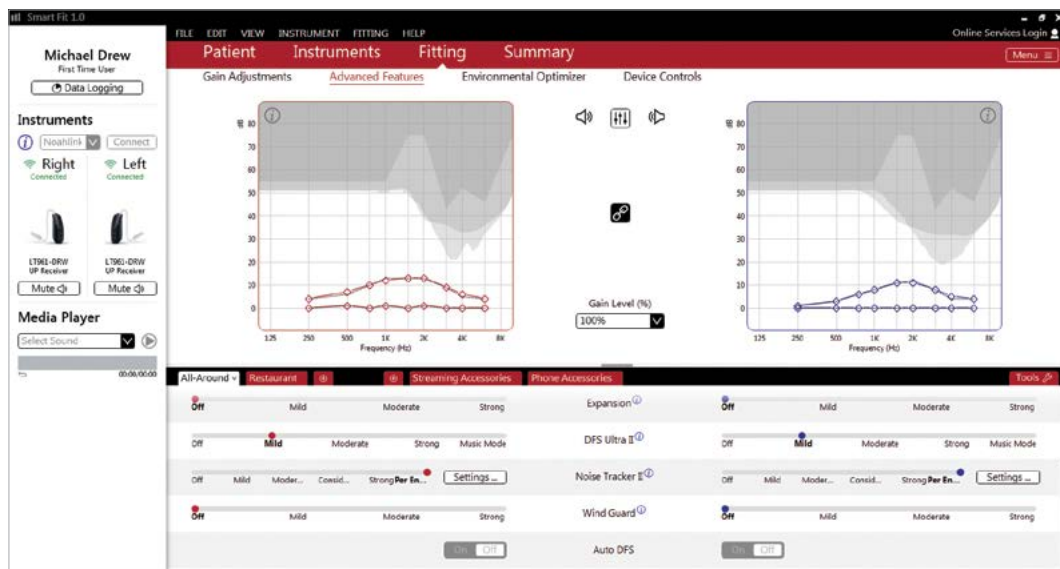 Smart Fit 1.0
FILE EDIT VIEW INSTRUMENT FITTING HELP
Online Services Login
Michael Drew
First Time User
Data Logging
Patient Instruments Fitting Summary
Menu
Gain Adjustments Advanced Features Environmental Optimizer Device Controls
Instruments
Noahlink Connect
Right Left
Connected Connected
LT961-DRW LT961-DRW
UP Receiver UP Receiver
Mute Mute
Media Player
Select Sound
00:00/00:00
dB 80
70
60
50
40
30
20
10
0
125 250 500 1K 2K 4K 8K
Frequency (Hz)
Gain Level (%)
100%
dB 80
70
60
50
40
30
20
10
0
125 250 500 1K 2K 4K 8K
Frequency (Hz)
All-Around Restaurant Streaming Accessories Phone Accessories Tools
Off Mild Moderate Strong Expansion Off Mild Moderate Strong
Off Mild Moderate Strong Music Mode DFS Ultra II Off Mild Moderate Strong Music Mode
Off Mild Moder... Consid... Strong Per En... Settings ... Noise Tracker II Off Mild Moder... Consid... Strong Per En... Settings ...
Off Mild Moderate Strong Wind Guard Off Mild Moderate Strong
On Off Auto DFS On Off